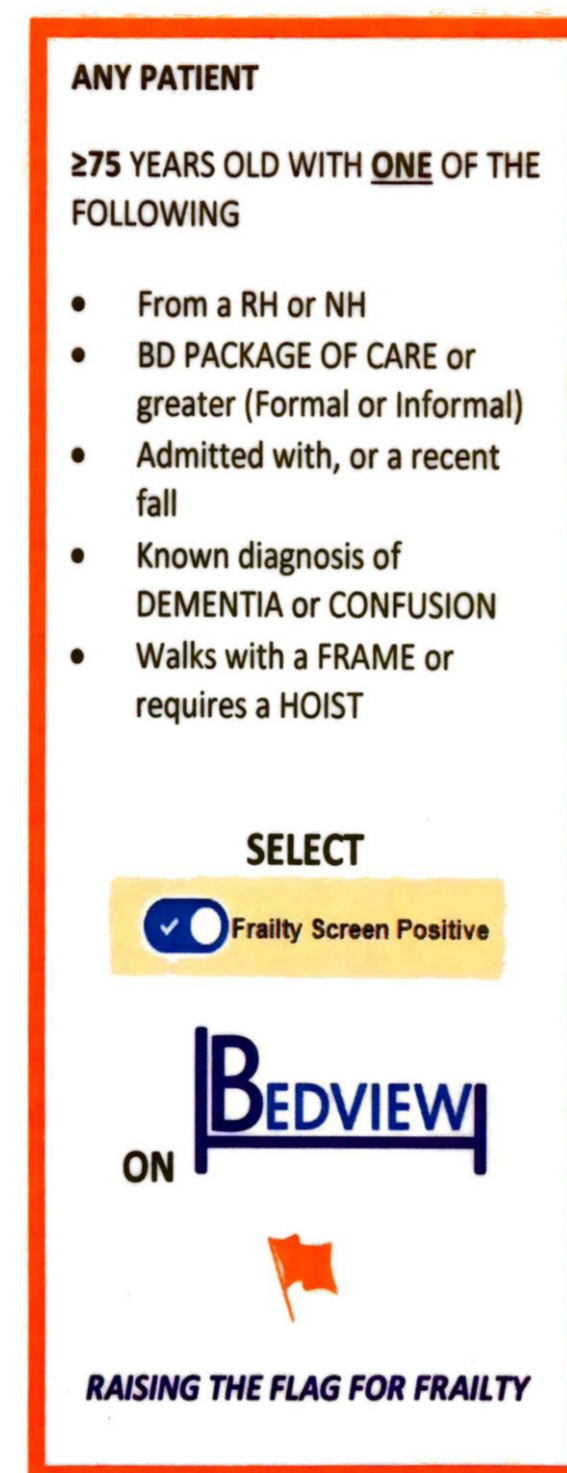 ANY PATIENT
≥75 YEARS OLD WITH ONE OF THE
FOLLOWING
• From a RH or NH
• BD PACKAGE OF CARE or
greater (Formal or Informal)
• Admitted with, or a recent
fall
• Known diagnosis of
DEMENTIA or CONFUSION
• Walks with a FRAME or
requires a HOIST
SELECT
Frailty Screen Positive
BEDVIEW
ON
RAISING THE FLAG FOR FRAILTY